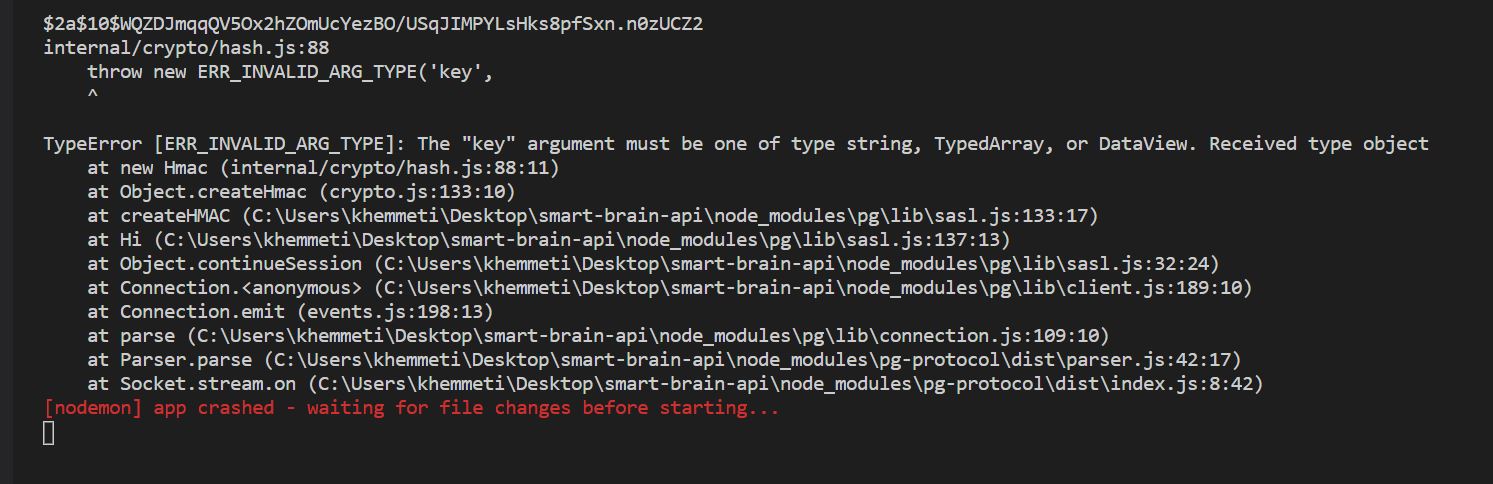 $2a$10$WQZDJmqqQV5Ox2hZOmUcYezBO/USqJIMPYLsHks8pfSxn.n0zUCZ2
internal/crypto/hash.js:88
    throw new ERR_INVALID_ARG_TYPE('key',
    ^

TypeError [ERR_INVALID_ARG_TYPE]: The "key" argument must be one of type string, TypedArray, or DataView. Received type object
    at new Hmac (internal/crypto/hash.js:88:11)
    at Object.createHmac (crypto.js:133:10)
    at createHMAC (C:\Users\khemmeti\Desktop\smart-brain-api\node_modules\pg\lib\sasl.js:133:17)
    at Hi (C:\Users\khemmeti\Desktop\smart-brain-api\node_modules\pg\lib\sasl.js:137:13)
    at Object.continueSession (C:\Users\khemmeti\Desktop\smart-brain-api\node_modules\pg\lib\sasl.js:32:24)
    at Connection.<anonymous> (C:\Users\khemmeti\Desktop\smart-brain-api\node_modules\pg\lib\client.js:189:10)
    at Connection.emit (events.js:198:13)
    at parse (C:\Users\khemmeti\Desktop\smart-brain-api\node_modules\pg\lib\connection.js:109:10)
    at Parser.parse (C:\Users\khemmeti\Desktop\smart-brain-api\node_modules\pg-protocol\dist\parser.js:42:17)
    at Socket.stream.on (C:\Users\khemmeti\Desktop\smart-brain-api\node_modules\pg-protocol\dist\index.js:8:42)
[nodemon] app crashed - waiting for file changes before starting...